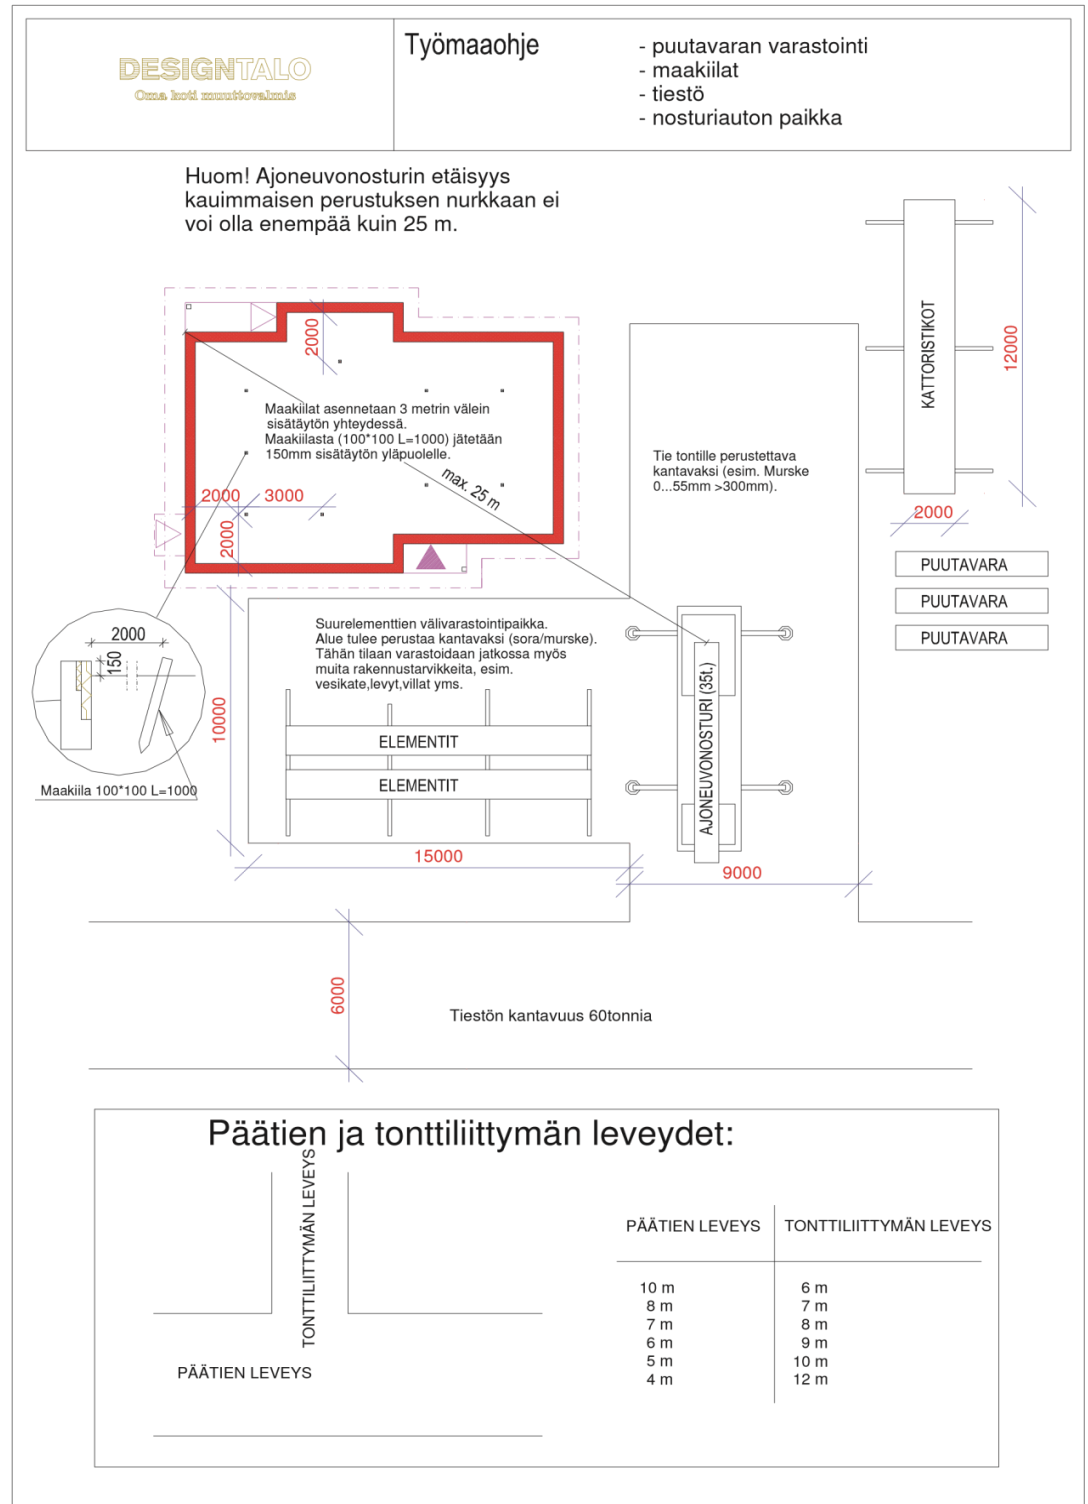 DESIGNTALO
Oma koti muuttovalmis
Työmaaohje
- puutavaran varastointi
- maakiilat
- tiestö
- nosturiauton paikka
Huom! Ajoneuvonosturin etäisyys
kauimmaisen perustuksen nurkkaan ei
voi olla enempää kuin 25 m.
2000
Maakiilat asennetaan 3 metrin välein
sisätäytön yhteydessä.
Maakiilasta (100*100 L=1000) jätetään
150mm sisätäytön yläpuolelle.
max. 25 m
2000
3000
2000
KATTORISTIKOT
12000
2000
Tie tontille perustettava
kantavaksi (esim. Murske
0...55mm >300mm).
PUUTAVARA
PUUTAVARA
PUUTAVARA
2000
150
Maakiila 100*100 L=1000
Suurelementtien välivarastointipaikka.
Alue tulee perustaa kantavaksi (sora/murske).
Tähän tilaan varastoidaan jatkossa myös
muita rakennustarvikkeita, esim.
vesikate,levyt,villat yms.
10000
ELEMENTIT
ELEMENTIT
AJONEUVONOSTURI (35t.)
15000
9000
6000
Tiestön kantavuus 60tonnia
Päätien ja tonttiliittymän leveydet:
TONTTILIITTYMÄN LEVEYS
PÄÄTIEN LEVEYS
PÄÄTIEN LEVEYS TONTTILIITTYMÄN LEVEYS
10 m 6 m
8 m 7 m
7 m 8 m
6 m 9 m
5 m 10 m
4 m 12 m